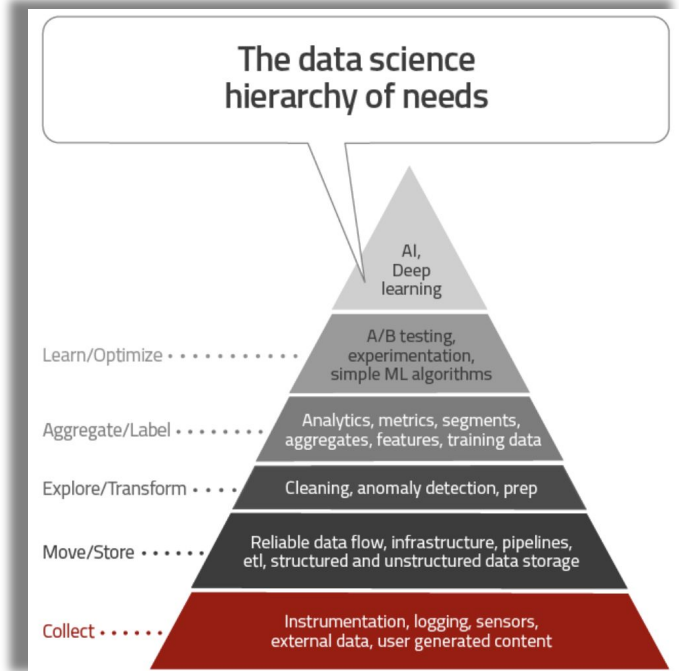 The data science
hierarchy of needs
AI,
Deep
learning
Learn/Optimize
A/B testing,
experimentation,
simple ML algorithms
Aggregate/Label
Analytics, metrics, segments,
aggregates, features, training data
Explore/Transform
Cleaning, anomaly detection, prep
Move/Store
Reliable data flow, infrastructure, pipelines,
etl, structured and unstructured data storage
Collect
Instrumentation, logging, sensors,
external data, user generated content